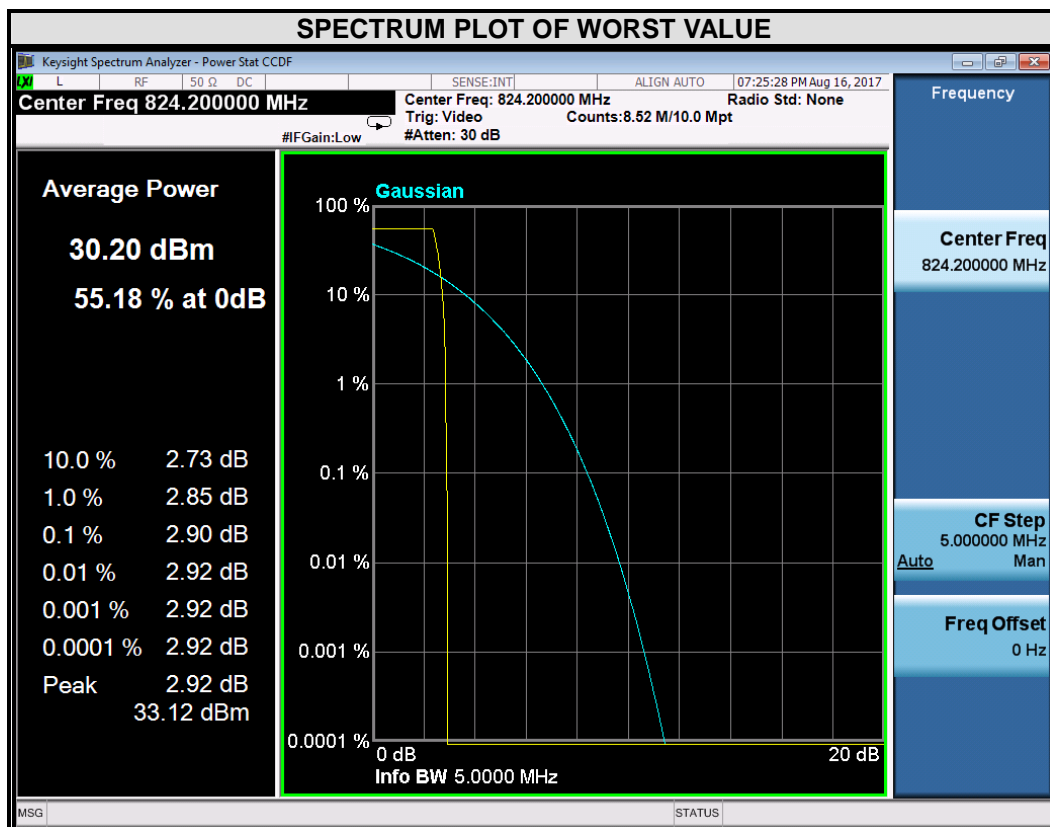 SPECTRUM PLOT OF WORST VALUE
Keysight Spectrum Analyzer - Power Stat CCDF
LXI L RF 50 Ω DC SENSE:INT ALIGN AUTO 07:25:28 PM Aug 16, 2017
Center Freq 824.200000 MHz
Center Freq: 824.200000 MHz Radio Std: None
Trig: Video Counts:8.52 M/10.0 Mpt
#IFGain:Low #Atten: 30 dB
Frequency
Average Power
30.20 dBm
55.18 % at 0dB
10.0 % 2.73 dB
1.0 % 2.85 dB
0.1 % 2.90 dB
0.01 % 2.92 dB
0.001 % 2.92 dB
0.0001 % 2.92 dB
Peak 2.92 dB
33.12 dBm
Gaussian
100 %
10 %
1 %
0.1 %
0.01 %
0.001 %
0.0001 %
0 dB 20 dB
Info BW 5.0000 MHz
Center Freq
824.200000 MHz
CF Step
5.000000 MHz
Auto Man
Freq Offset
0 Hz
MSG STATUS